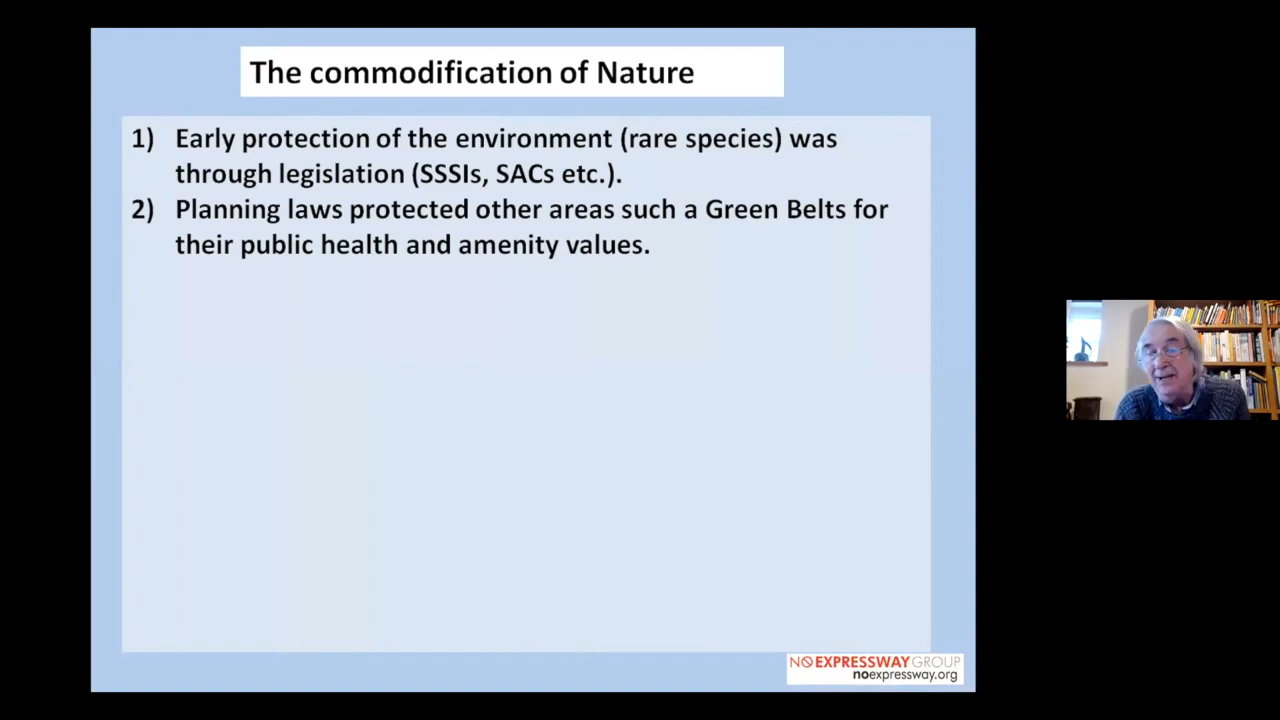 The commodification of Nature
1) Early protection of the environment (rare species) was
through legislation (SSSIs, SACs etc.).
2) Planning laws protected other areas such a Green Belts for
their public health and amenity values.
NO EXPRESSWAY GROUP
noexpressway.org